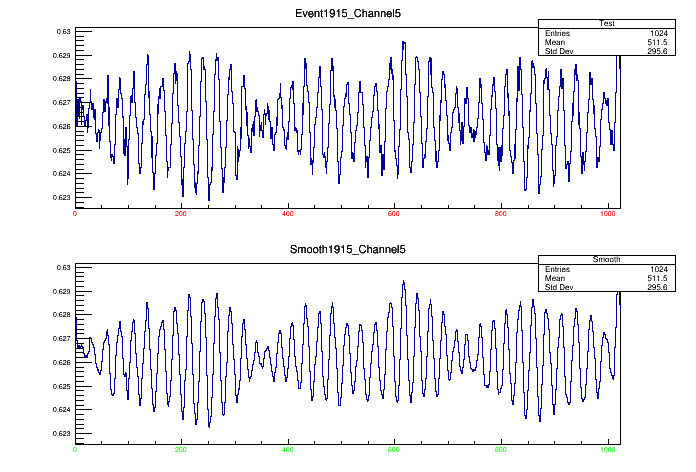 Event1915_Channel5
Test
Entries 1024
Mean 511.5
Std Dev 295.6
0.63
0.629
0.628
0.627
0.626
0.625
0.624
0.623
0 200 400 600 800 1000
Smooth1915_Channel5
Smooth
Entries 1024
Mean 511.5
Std Dev 295.6
0.63
0.629
0.628
0.627
0.626
0.625
0.624
0.623
0 200 400 600 800 1000